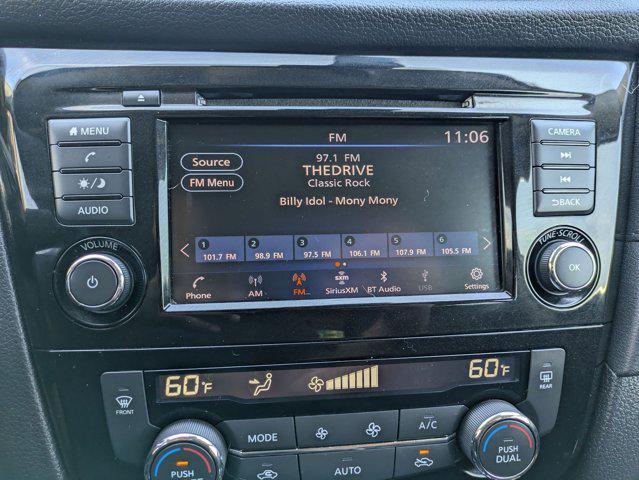 FM
11:06
Source
FM Menu
97.1 FM
THEDRIVE
Classic Rock
Billy Idol - Mony Mony
1 2 3 4 5 6
101.7 FM 98.9 FM 97.5 FM 106.1 FM 107.9 FM 105.5 FM
Phone AM FM SXM SiriusXM BT Audio USB Settings
MENU
AUDIO
VOLUME
CAMERA
BACK
TUNE·SCROLL
OK
60°F
60°F
FRONT
REAR
MODE
A/C
AUTO
PUSH
PUSH
DUAL